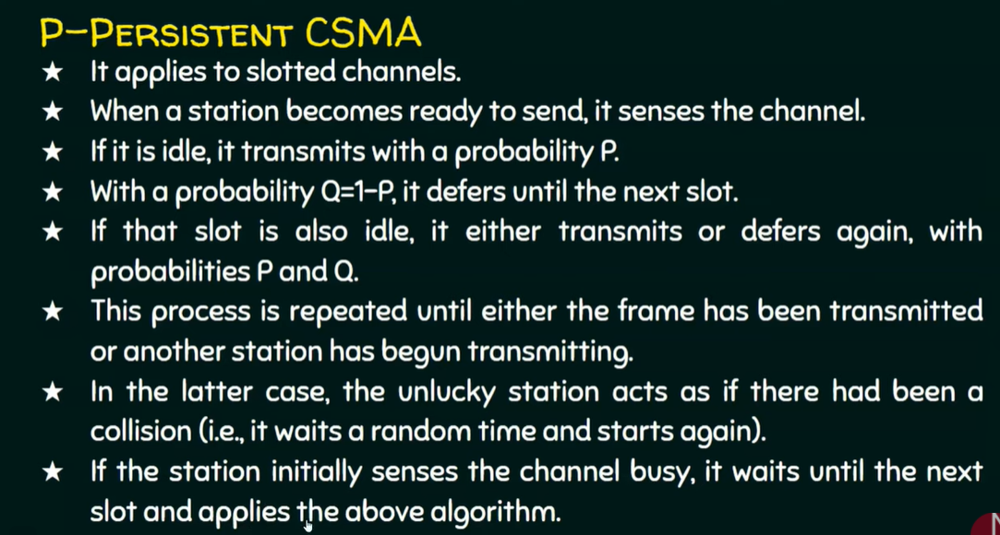 P-PERSISTENT CSMA
★ It applies to slotted channels.
★ When a station becomes ready to send, it senses the channel.
★ If it is idle, it transmits with a probability P.
★ With a probability Q=1-P, it defers until the next slot.
★ If that slot is also idle, it either transmits or defers again, with
probabilities P and Q.
★ This process is repeated until either the frame has been transmitted
or another station has begun transmitting.
★ In the latter case, the unlucky station acts as if there had been a
collision (i.e., it waits a random time and starts again).
★ If the station initially senses the channel busy, it waits until the next
slot and applies the above algorithm.